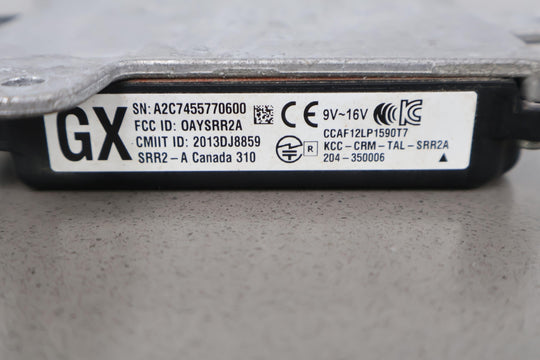 GX
SN: A2C7455770600
FCC ID: OAYSRR2A
CMIIT ID: 2013DJ8859
SRR2-A Canada 310
CE
R
9V~16V
CCAF12LP1590T7
KCC-CRM-TAL-SRR2A
204-350006